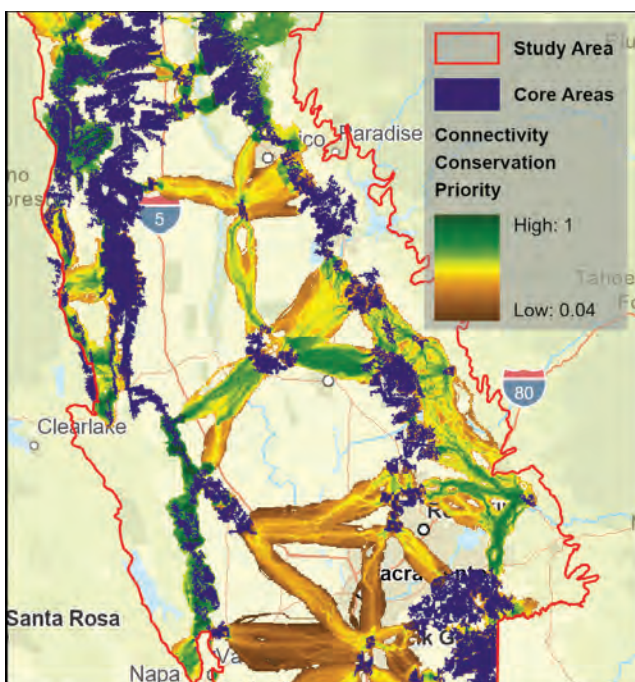 Study Area
Core Areas
Connectivity
Conservation
Priority
High: 1
Low: 0.04
Paradise
5
Tahoe
80
Clearlake
Santa Rosa
Napa